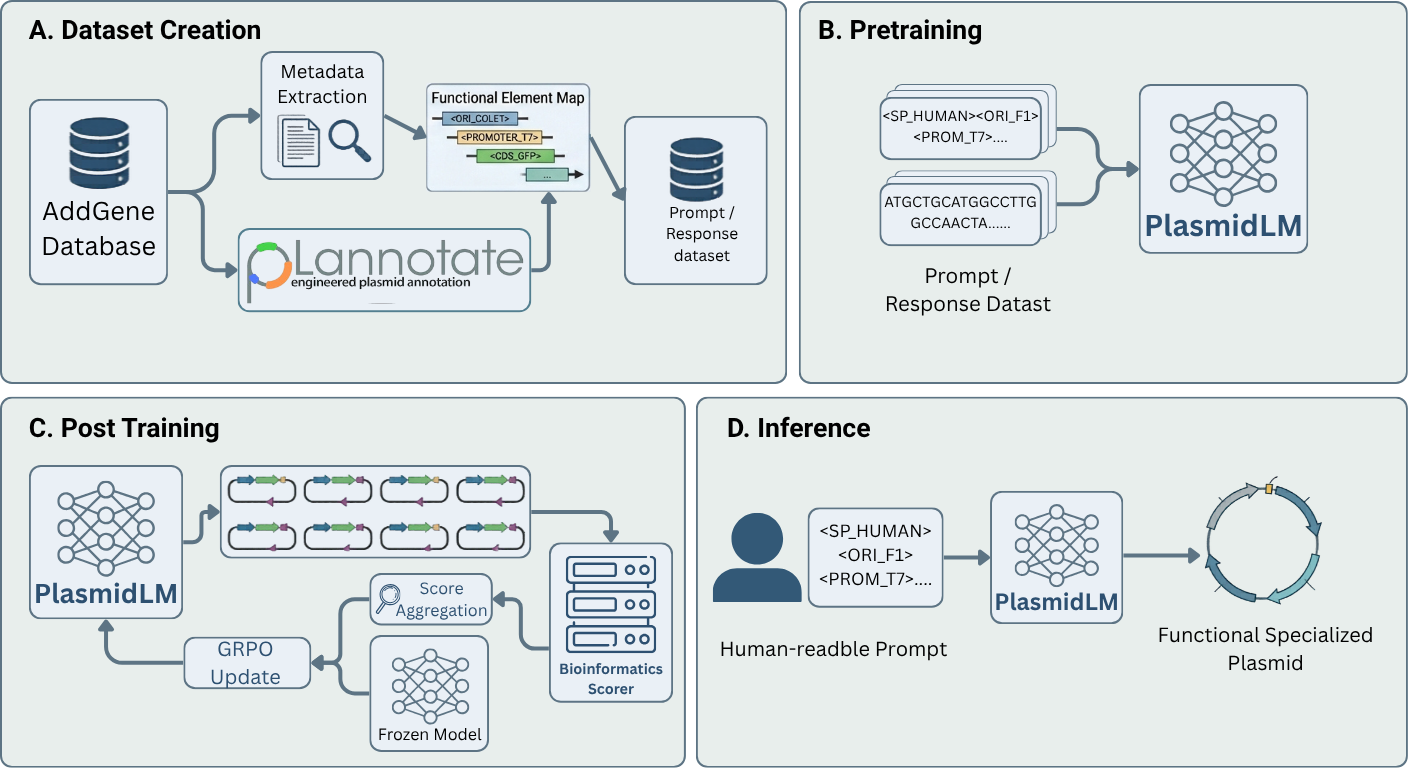 A. Dataset Creation
AddGene
Database
Metadata
Extraction
pLannotate
engineered plasmid annotation
Functional Element Map
<ORI_COLET>
<PROMOTER_T7>
<CDS_GFP>
...
Prompt /
Response
dataset
B. Pretraining
<SP_HUMAN><ORI_F1>
<PROM_T7>....
ATGCTGCATGGCCTTG
GCCAACTA......
Prompt /
Response Datast
PlasmidLM
C. Post Training
PlasmidLM
Score
Aggregation
GRPO
Update
Frozen Model
Bioinformatics
Scorer
D. Inference
<SP_HUMAN>
<ORI_F1>
<PROM_T7>....
Human-readble Prompt
PlasmidLM
Functional Specialized
Plasmid